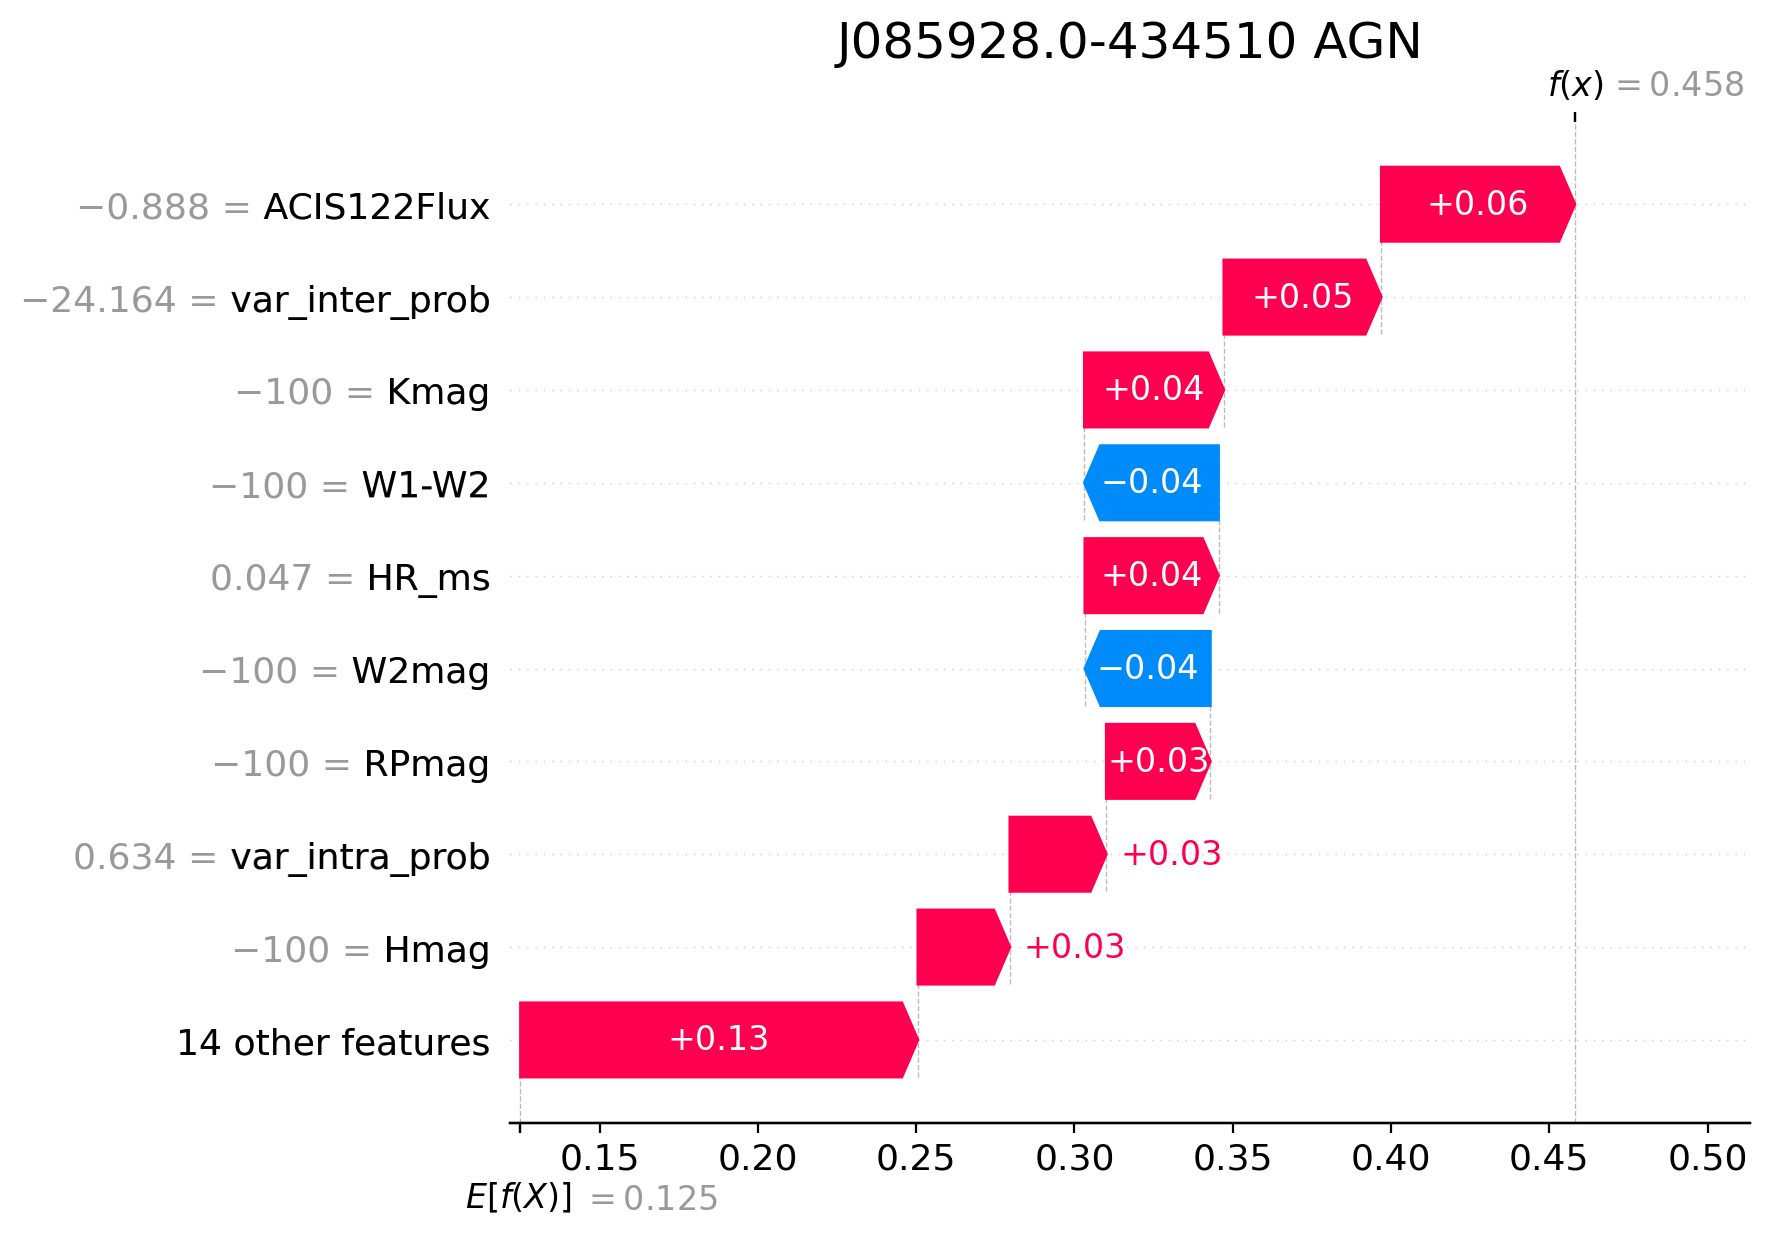 J085928.0-434510 AGN
f(x) = 0.458
−0.888 = ACIS122Flux +0.06
−24.164 = var_inter_prob +0.05
−100 = Kmag +0.04
−100 = W1-W2 −0.04
0.047 = HR_ms +0.04
−100 = W2mag −0.04
−100 = RPmag +0.03
0.634 = var_intra_prob +0.03
−100 = Hmag +0.03
14 other features +0.13
0.15 0.20 0.25 0.30 0.35 0.40 0.45 0.50
E[f(X)] = 0.125